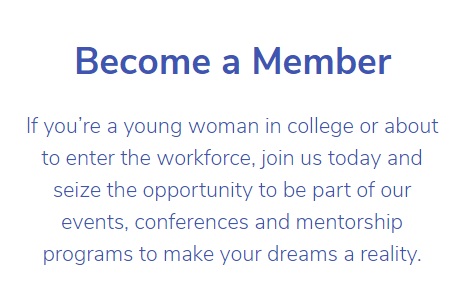 Become a Member
If you're a young woman in college or about
to enter the workforce, join us today and
seize the opportunity to be part of our
events, conferences and mentorship
programs to make your dreams a reality.